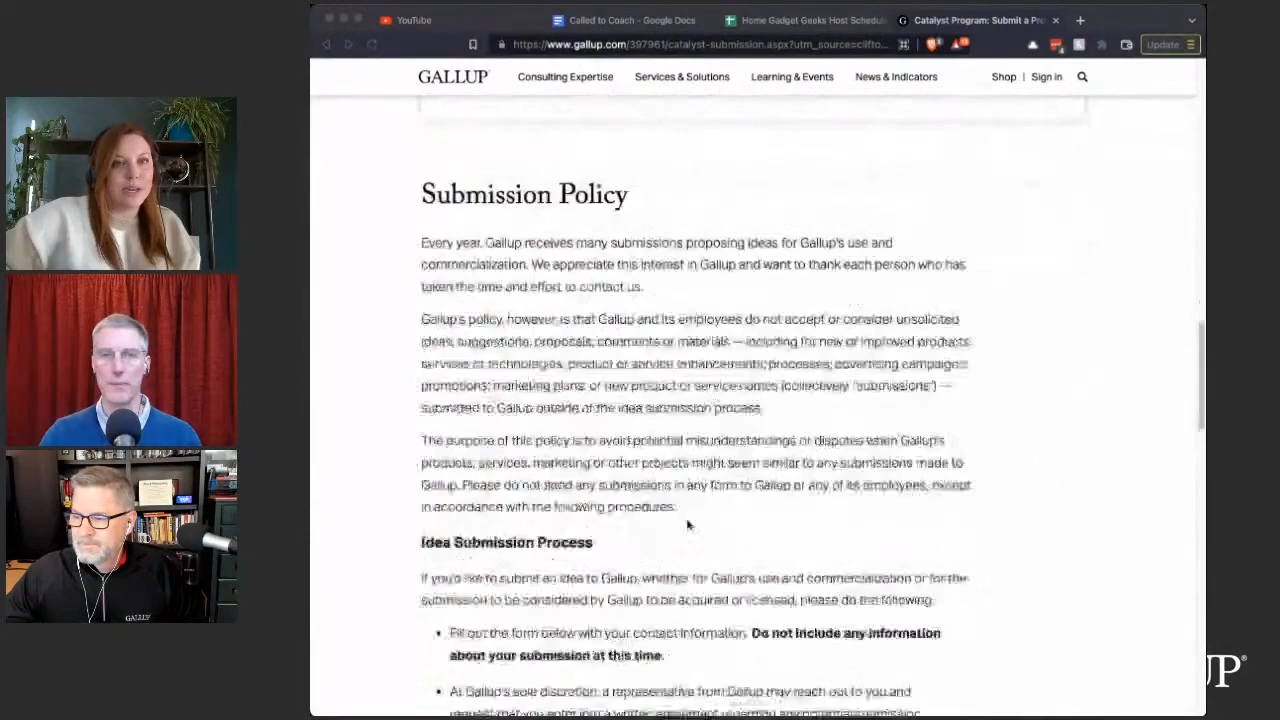 YouTube
Called to Coach - Google Docs
Home Gadget Geeks Host Schedul
Catalyst Program: Submit a Pro
https://www.gallup.com/397961/catalyst-submission.aspx?utm_source=clifto...
Update
GALLUP
Consulting Expertise
Services & Solutions
Learning & Events
News & Indicators
Shop | Sign in
Submission Policy
Every year, Gallup receives many submissions proposing ideas for Gallup's use and
commercialization. We appreciate this interest in Gallup and want to thank each person who has
taken the time and effort to contact us.
Gallup's policy, however, is that Gallup and its employees do not accept or consider unsolicited
ideas, suggestions, proposals, comments or materials — including for new or improved products,
services or technologies, product or service enhancements, processes, advertising campaigns,
promotions, marketing plans, or new product or service names (collectively "submissions") —
submitted to Gallup outside of the idea submission process.
The purpose of this policy is to avoid potential misunderstandings or disputes when Gallup's
products, services, marketing or other projects might seem similar to any submissions made to
Gallup. Please do not send any submissions in any form to Gallup or any of its employees, except
in accordance with the following procedures:
Idea Submission Process
If you'd like to submit an idea to Gallup, whether for Gallup's use and commercialization or for the
submission to be considered by Gallup to be acquired or licensed, please do the following:
• Fill out the form below with your contact information. Do not include any information
about your submission at this time.
• At Gallup's sole discretion, a representative from Gallup may reach out to you and
request that you enter into a written agreement
GALLUP
UP®